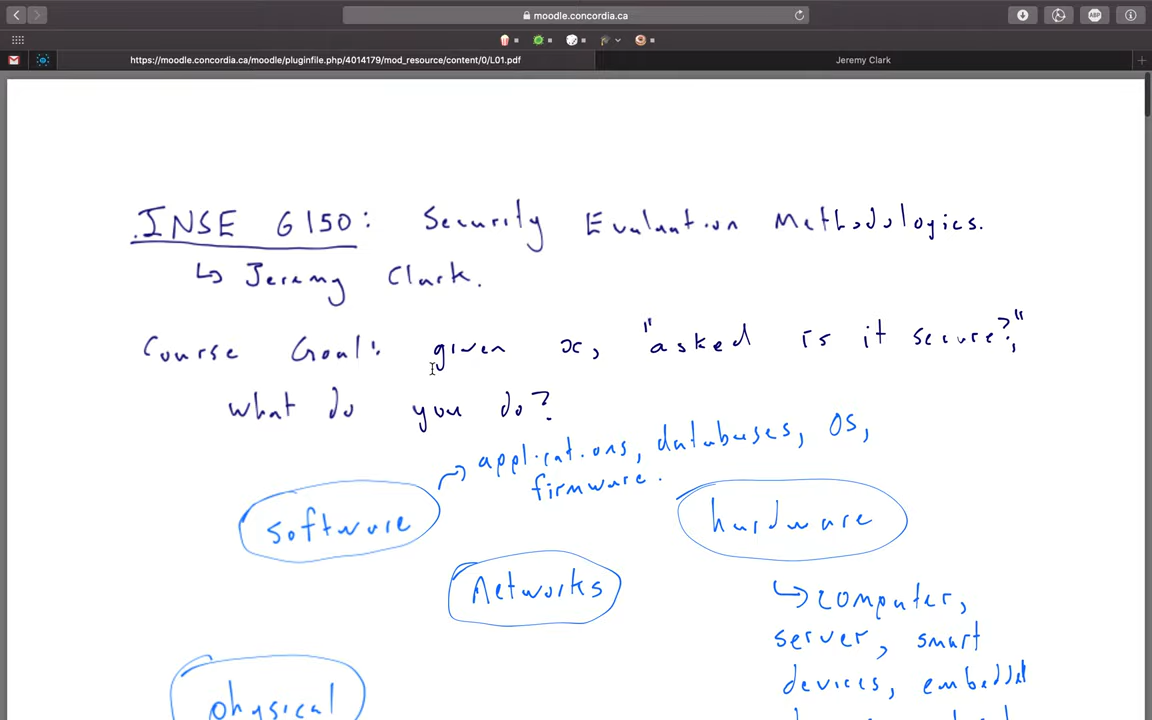 moodle.concordia.ca
https://moodle.concordia.ca/moodle/pluginfile.php/4014179/mod_resource/content/0/L01.pdf
Jeremy Clark
ABP
INSE 6150: Security Evaluation Methodologies.
↳ Jeremy Clark.
Course Goal: given x, "asked is it secure?",
what do you do?
applications, databases, OS,
firmware.
software
hardware
Networks
↳ computer,
server, smart
devices, embedded
physical